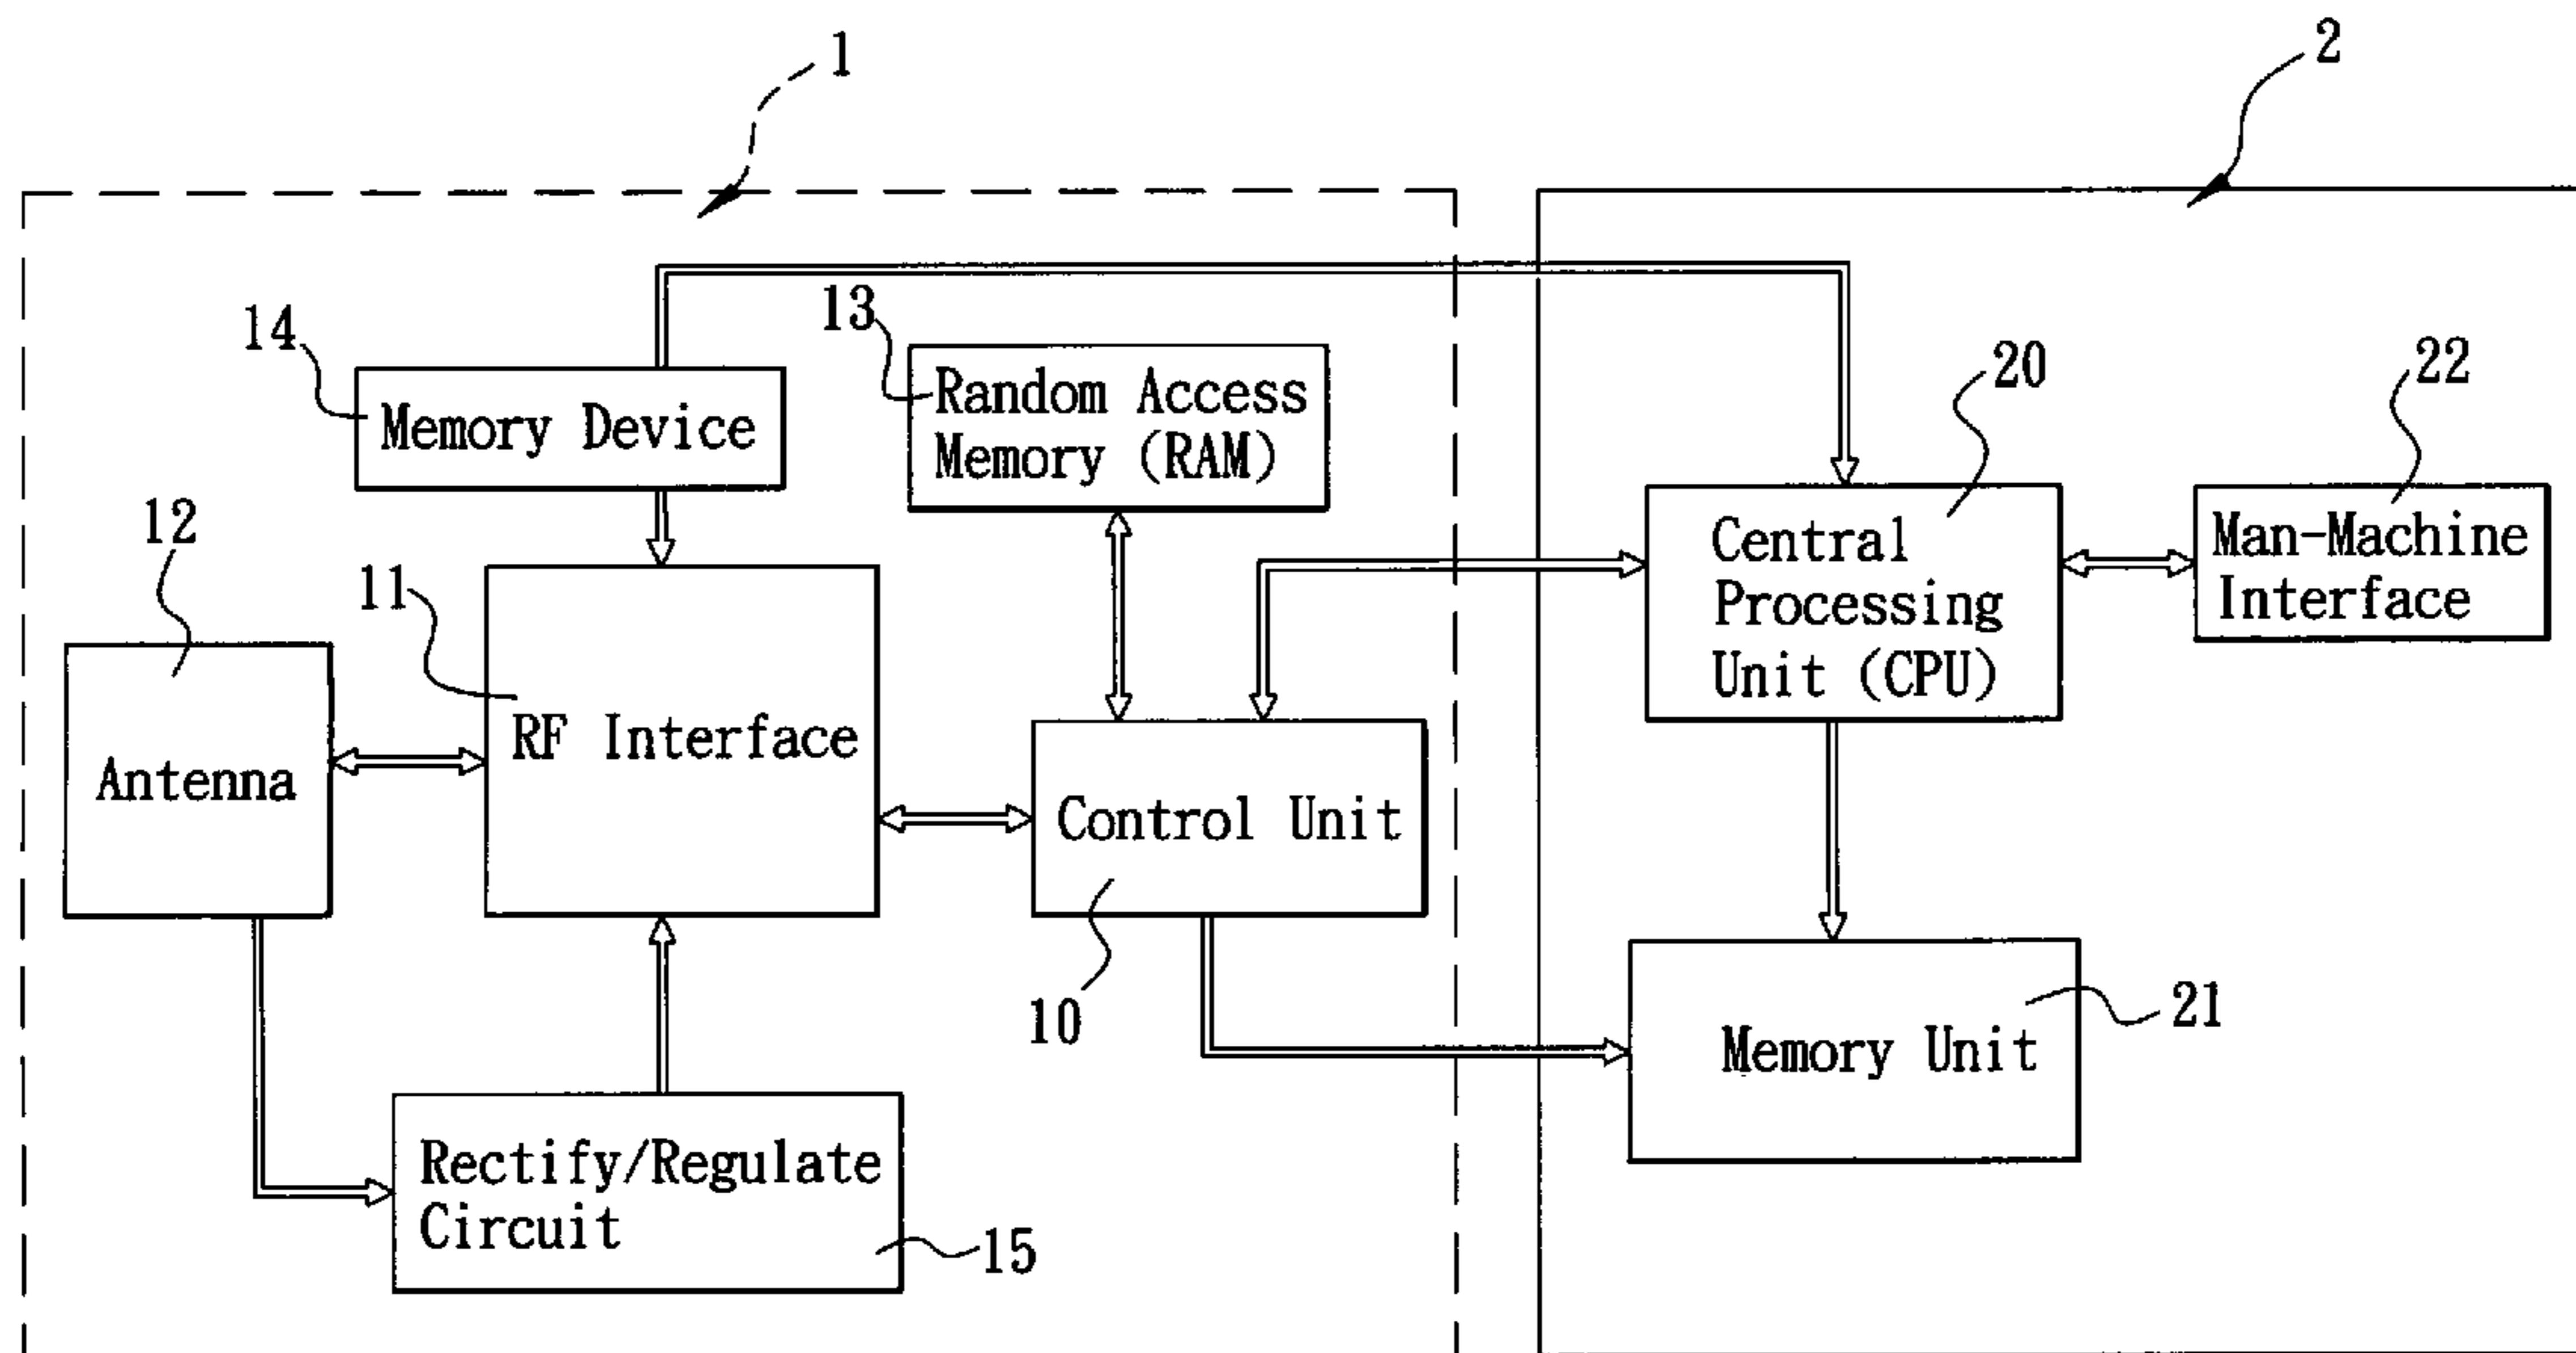 1
2
14
Memory Device
13
Random Access
Memory (RAM)
20
Central
Processing
Unit (CPU)
22
Man-Machine
Interface
12
Antenna
11
RF Interface
Control Unit
10
Memory Unit
21
Rectify/Regulate
Circuit
15